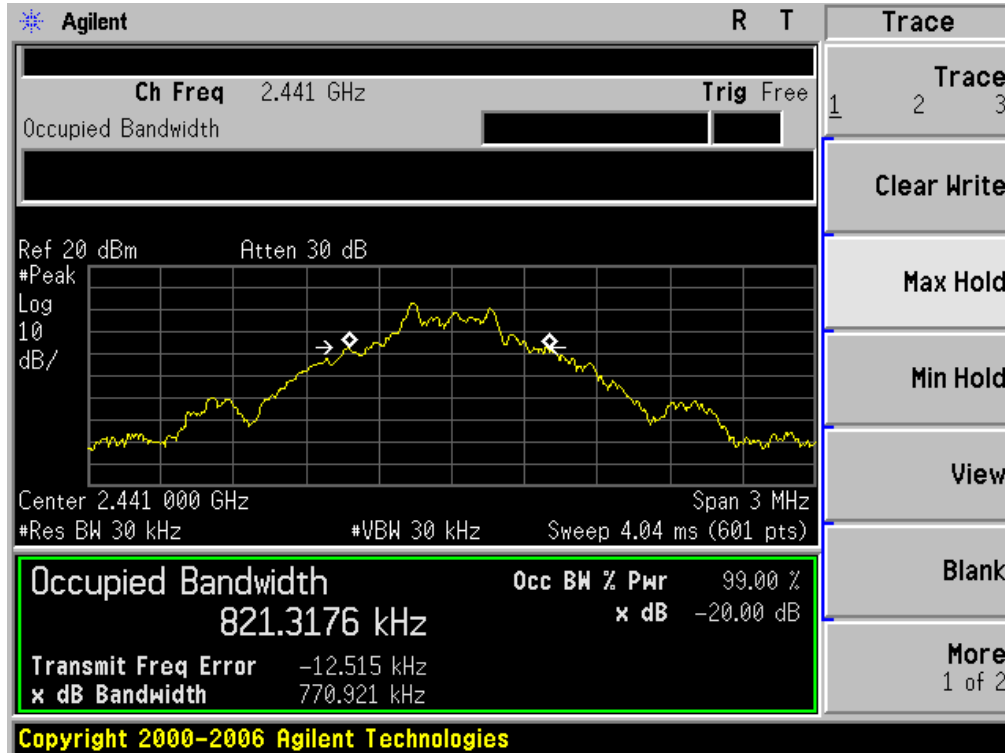 Agilent R T
Ch Freq 2.441 GHz Trig Free
Occupied Bandwidth
Ref 20 dBm Atten 30 dB
#Peak
Log
10
dB/
Center 2.441 000 GHz Span 3 MHz
#Res BW 30 kHz #VBW 30 kHz Sweep 4.04 ms (601 pts)
Occupied Bandwidth
821.3176 kHz
Occ BW % Pwr 99.00 %
x dB -20.00 dB
Transmit Freq Error -12.515 kHz
x dB Bandwidth 770.921 kHz
Copyright 2000-2006 Agilent Technologies
Trace
Trace
1 2 3
Clear Write
Max Hold
Min Hold
View
Blank
More
1 of 2